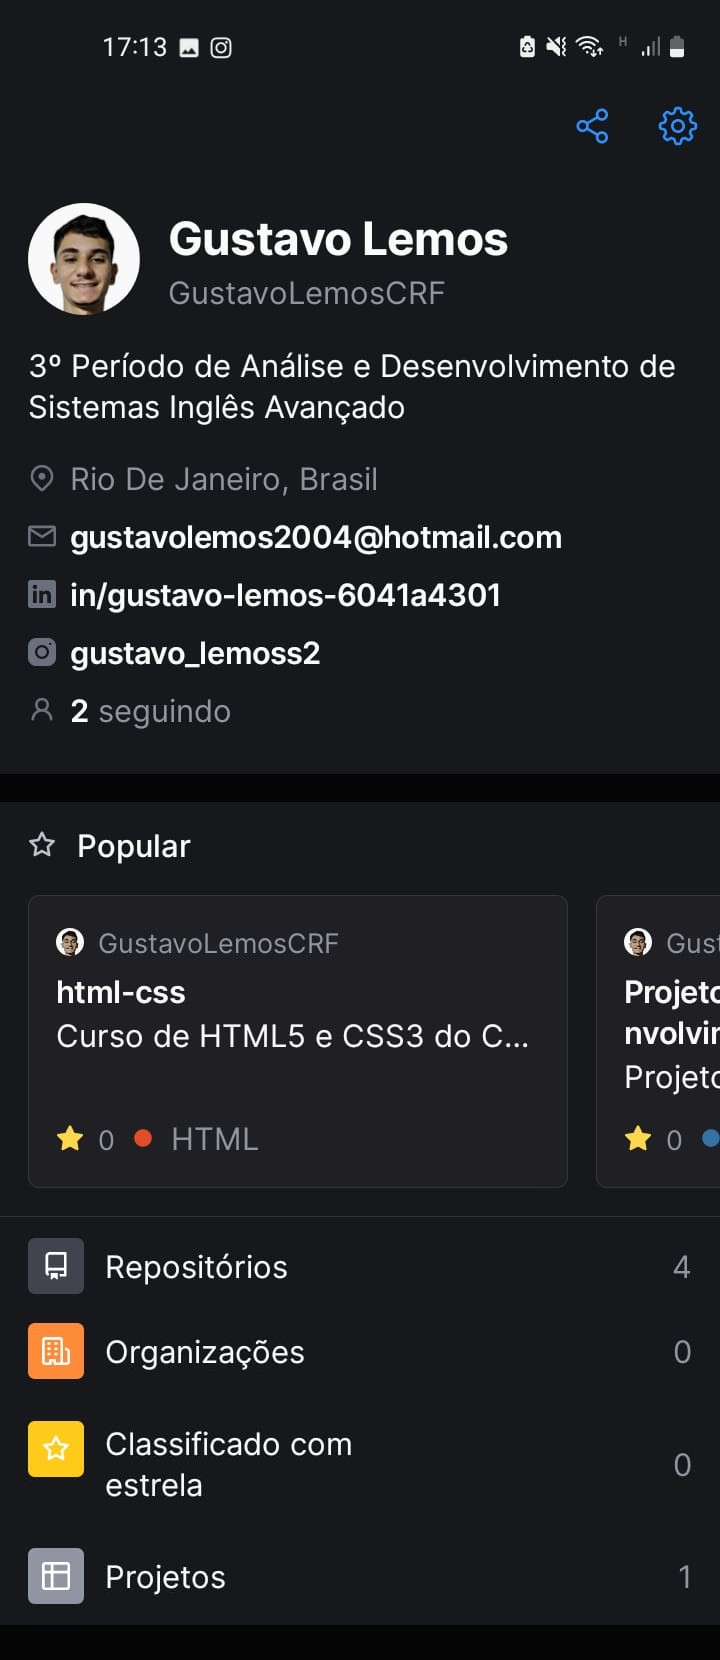 17:13
H
Gustavo Lemos
GustavoLemosCRF
3º Período de Análise e Desenvolvimento de
Sistemas Inglês Avançado
Rio De Janeiro, Brasil
gustavolemos2004@hotmail.com
in/gustavo-lemos-6041a4301
gustavo_lemoss2
2 seguindo
Popular
GustavoLemosCRF
html-css
Curso de HTML5 e CSS3 do C...
0 HTML
Gust
Projeto
nvolvir
Projeto
0
Repositórios 4
Organizações 0
Classificado com
estrela 0
Projetos 1